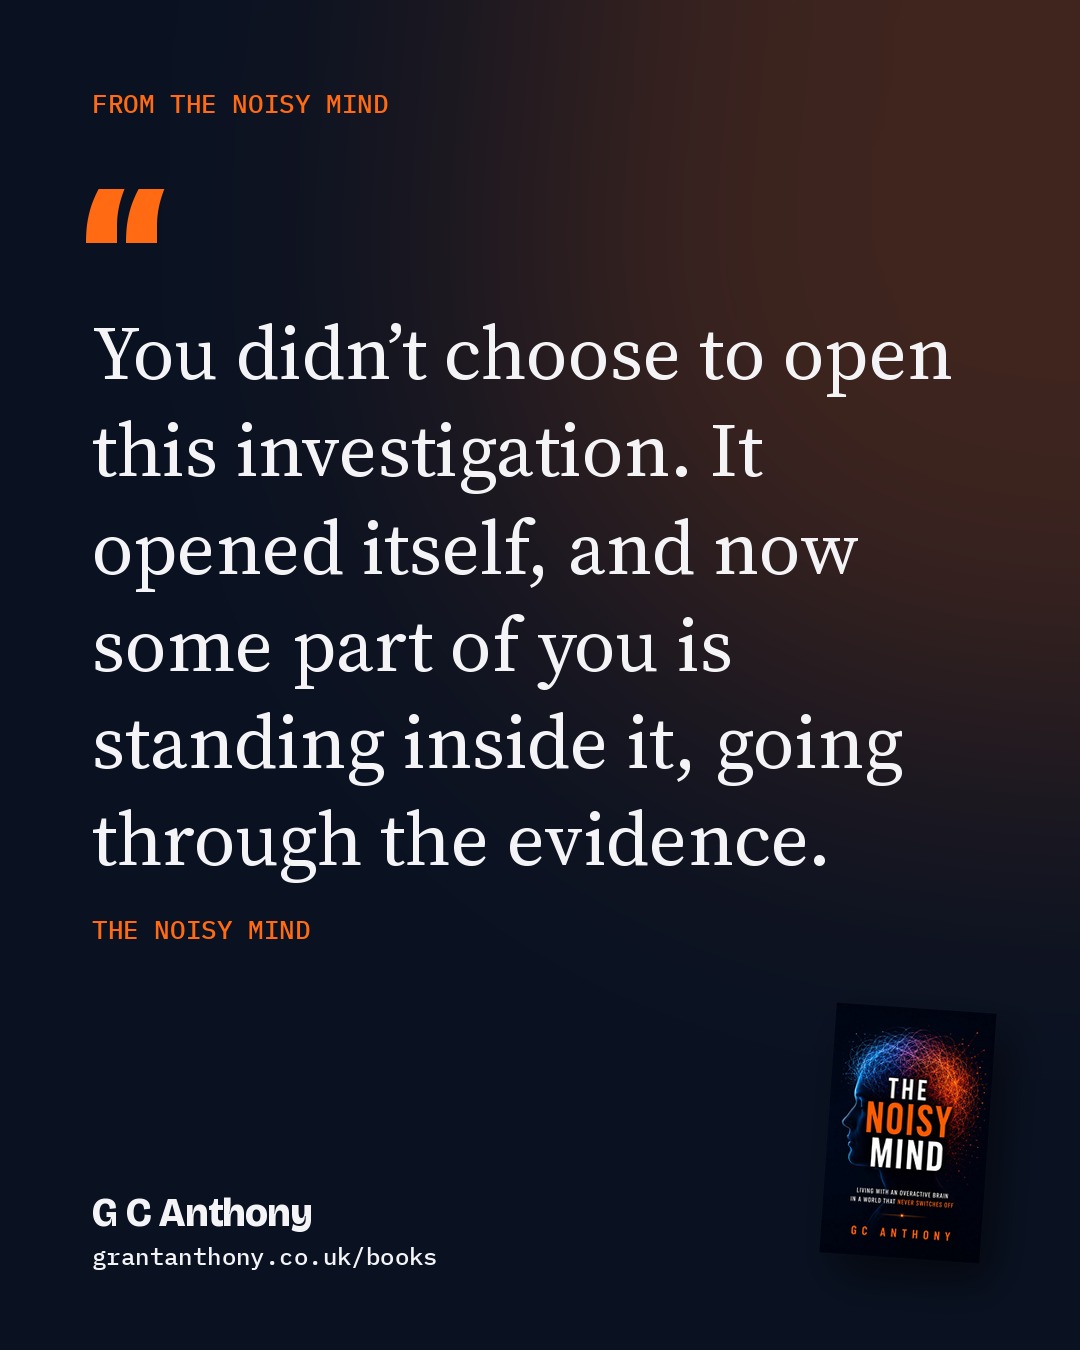 FROM THE NOISY MIND
“
You didn’t choose to open
this investigation. It
opened itself, and now
some part of you is
standing inside it, going
through the evidence.
THE NOISY MIND
THE
NOISY
MIND
LIVING WITH AN OVERACTIVE BRAIN
IN A WORLD THAT NEVER SWITCHES OFF
GC ANTHONY
G C Anthony
grantanthony.co.uk/books